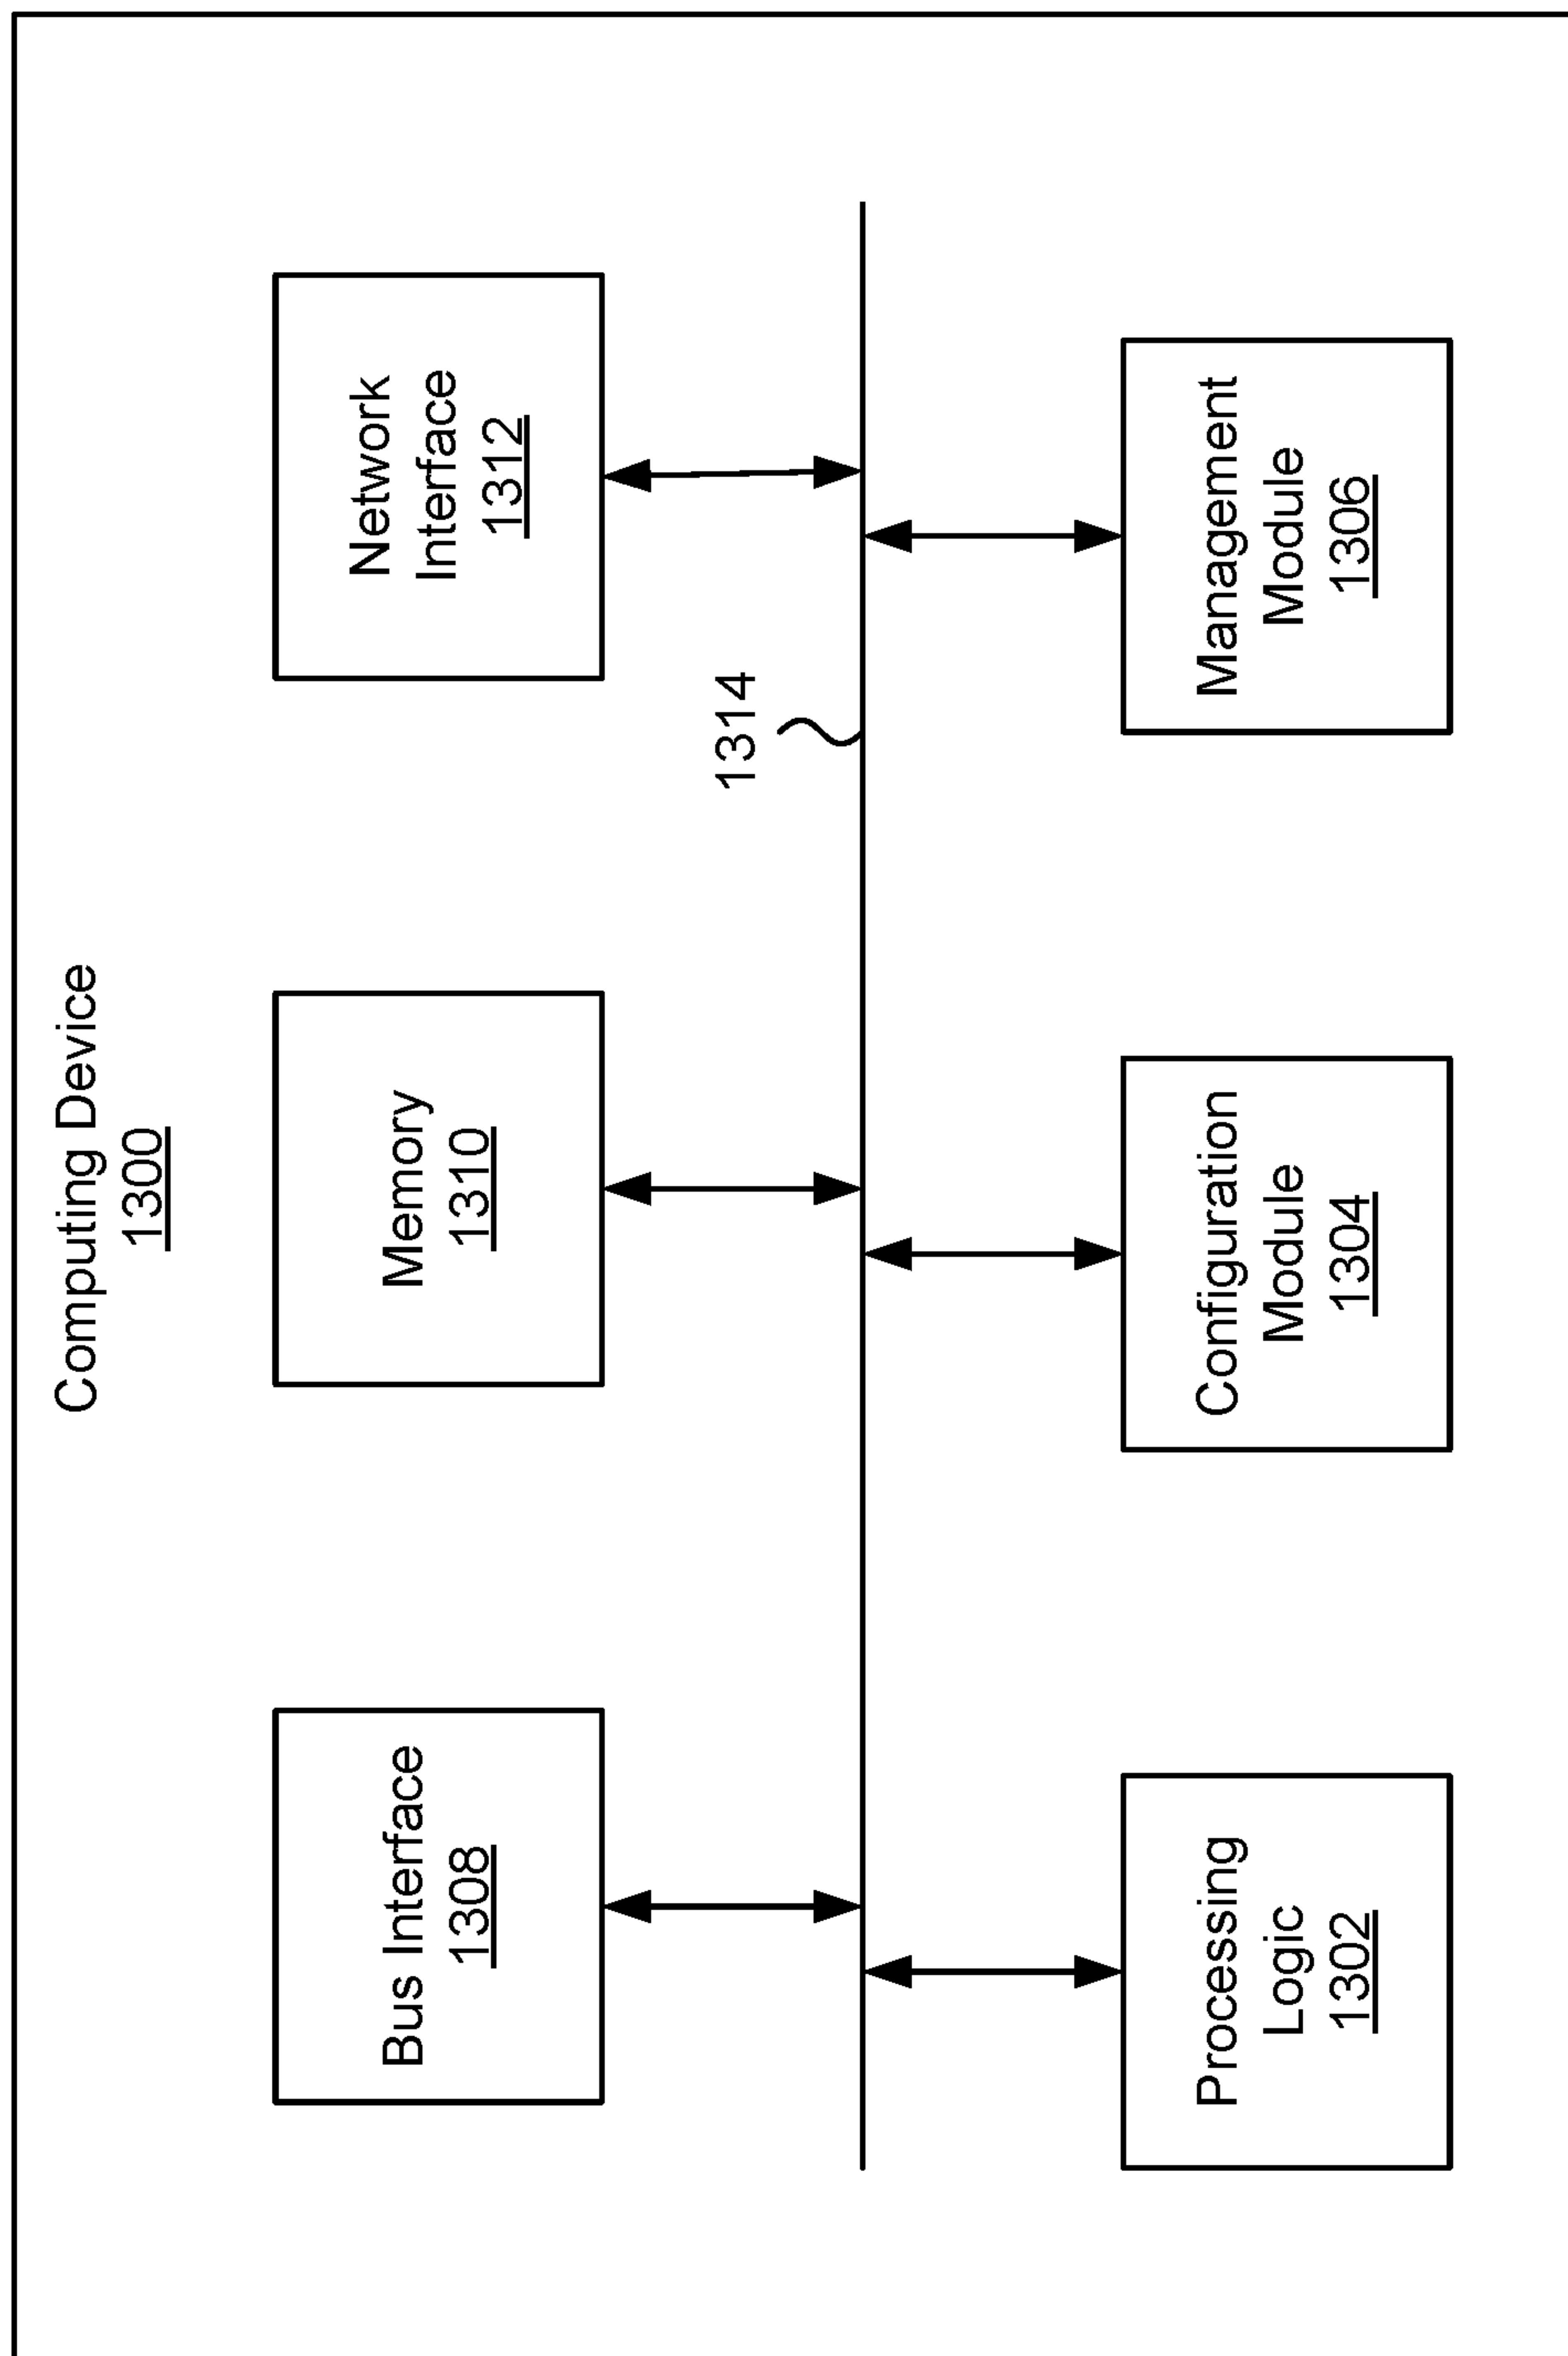 Computing Device
1300
Bus Interface
1308
Memory
1310
Network
Interface
1312
1314
Processing
Logic
1302
Configuration
Module
1304
Management
Module
1306